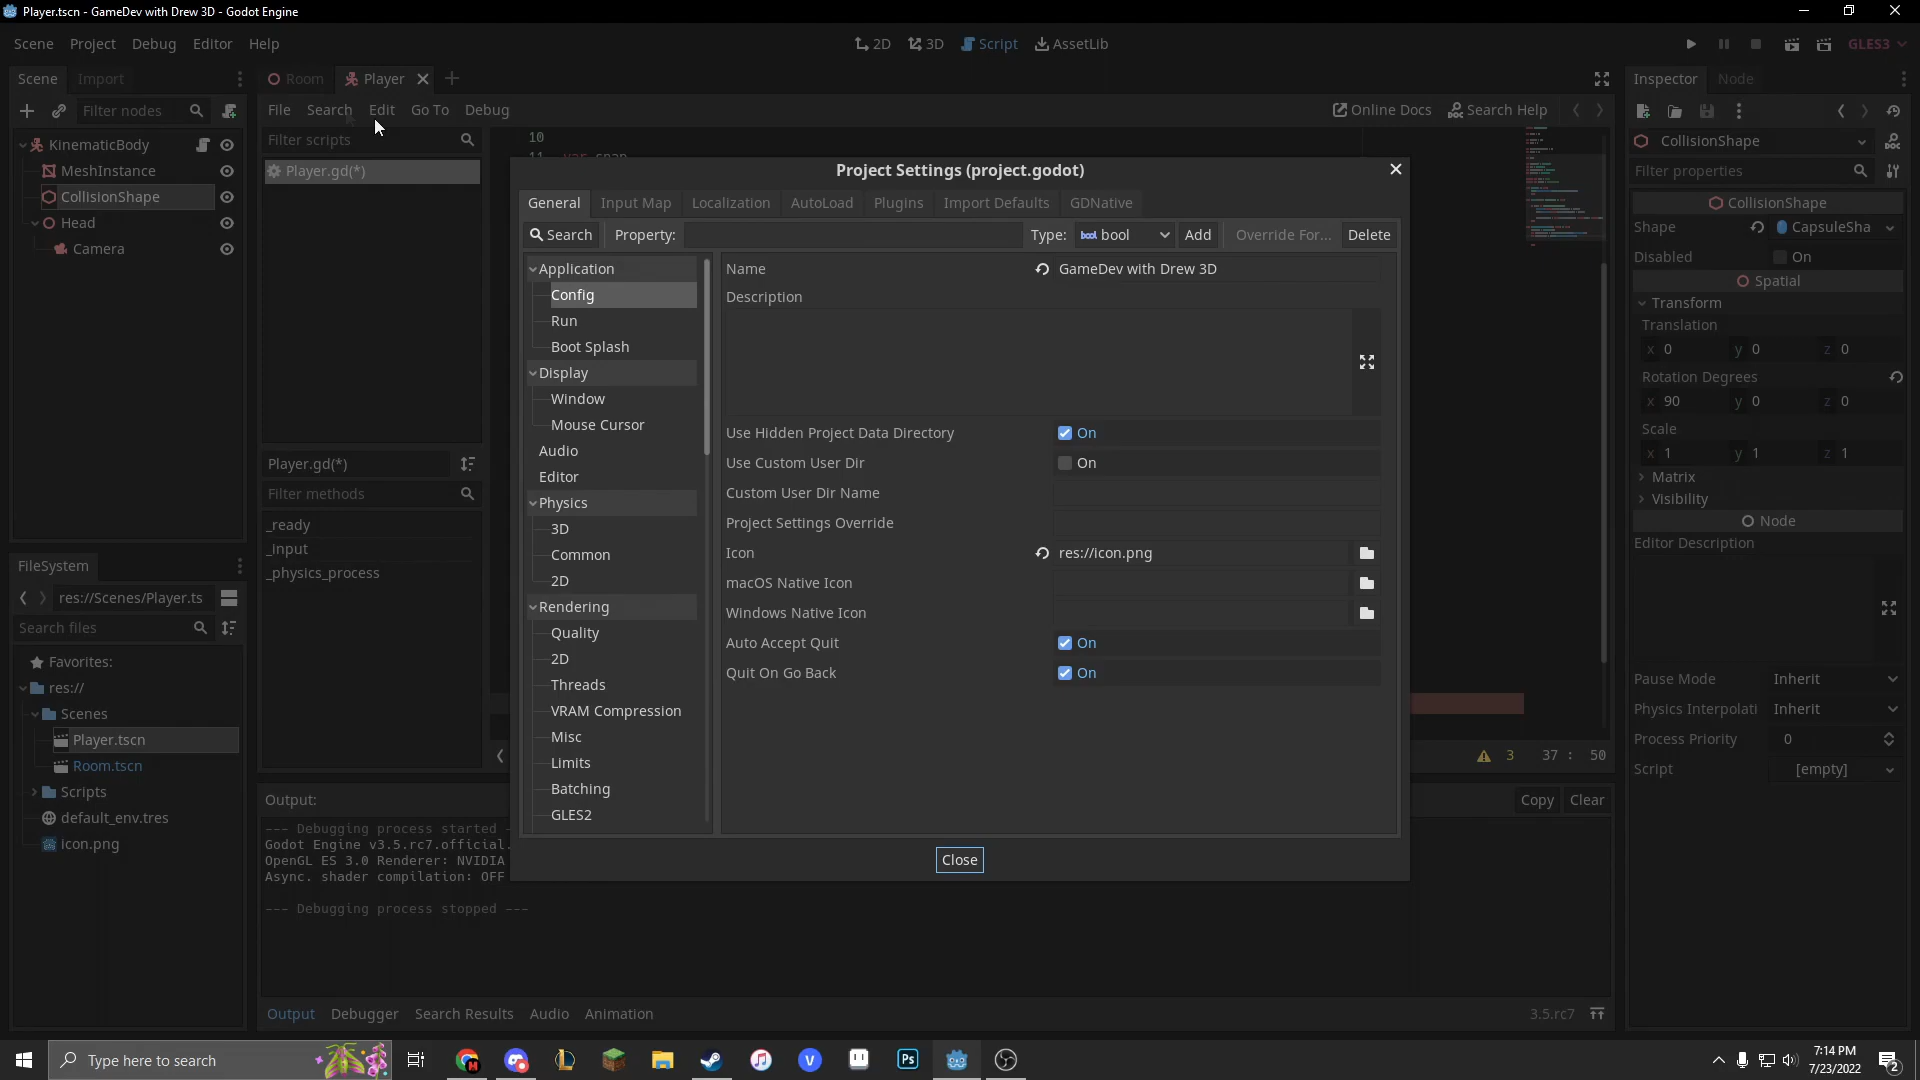 Player.tscn - GameDev with Drew 3D - Godot Engine
Scene Project Debug Editor Help
2D 3D Script AssetLib
GLES3
Scene Import
Filter nodes
KinematicBody
MeshInstance
CollisionShape
Head
Camera
FileSystem
res://Scenes/Player.ts
Search files
Favorites:
res://
Scenes
Player.tscn
Room.tscn
Scripts
default_env.tres
icon.png
Room Player
File Search Edit Go To Debug
Online Docs Search Help
Filter scripts
Player.gd(*)
Player.gd(*)
Filter methods
_ready
_input
_physics_process
10
11
3 37 : 50
Project Settings (project.godot)
General Input Map Localization AutoLoad Plugins Import Defaults GDNative
Search Property: Type: bool Add Override For... Delete
Application
Config
Run
Boot Splash
Display
Window
Mouse Cursor
Audio
Editor
Physics
3D
Common
2D
Rendering
Quality
2D
Threads
VRAM Compression
Misc
Limits
Batching
GLES2
Name GameDev with Drew 3D
Description
Use Hidden Project Data Directory On
Use Custom User Dir On
Custom User Dir Name
Project Settings Override
Icon res://icon.png
macOS Native Icon
Windows Native Icon
Auto Accept Quit On
Quit On Go Back On
Close
Output:
Copy Clear
--- Debugging process started -
Godot Engine v3.5.rc7.official.
OpenGL ES 3.0 Renderer: NVIDIA
Async. shader compilation: OFF
--- Debugging process stopped ---
Output Debugger Search Results Audio Animation
3.5.rc7
Inspector Node
CollisionShape
Filter properties
CollisionShape
Shape CapsuleSha
Disabled On
Spatial
Transform
Translation
x 0 y 0 z 0
Rotation Degrees
x 90 y 0 z 0
Scale
x 1 y 1 z 1
Matrix
Visibility
Node
Editor Description
Pause Mode Inherit
Physics Interpolati Inherit
Process Priority 0
Script [empty]
Type here to search
7:14 PM
7/23/2022
2